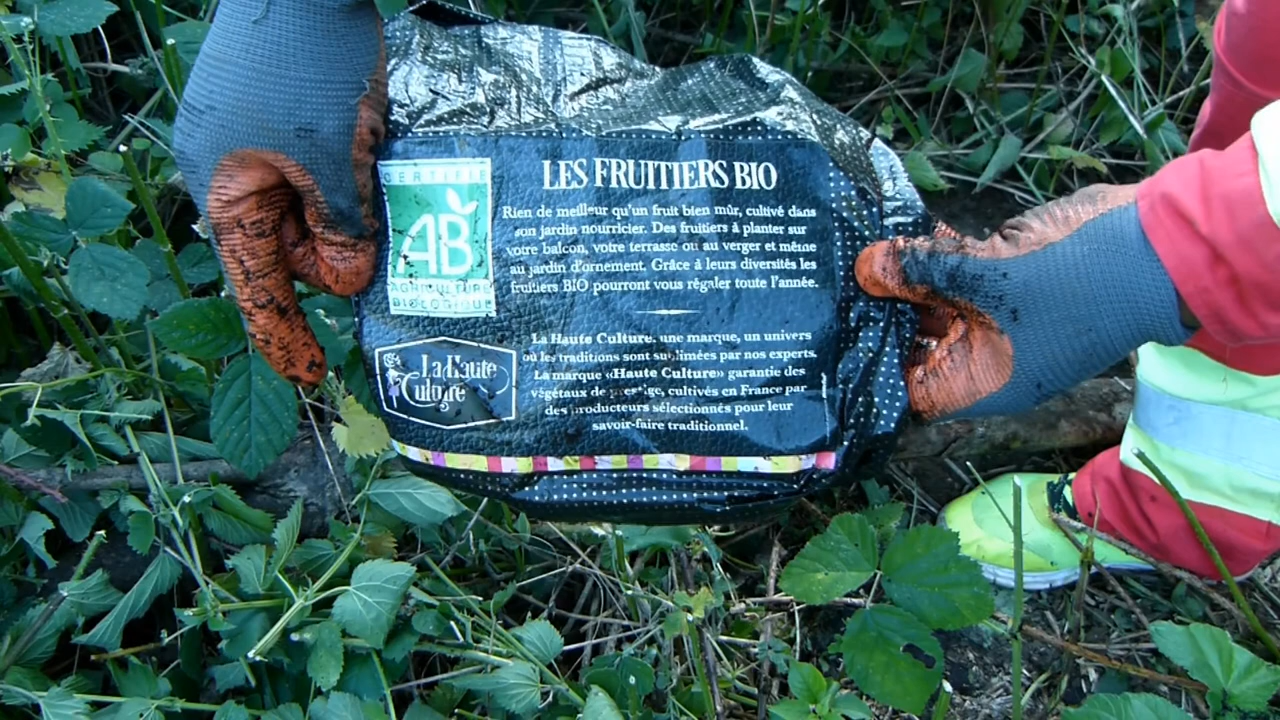 CERTIFIÉ
AB
AGRICULTURE
BIOLOGIQUE
La Haute
Culture
LES FRUITIERS BIO
Rien de meilleur qu'un fruit bien mûr, cultivé dans
son jardin nourricier. Des fruitiers à planter sur
votre balcon, votre terrasse ou au verger et même
au jardin d'ornement. Grâce à leurs diversités les
fruitiers BIO pourront vous régaler toute l'année.
La Haute Culture. une marque, un univers
où les traditions sont sublimées par nos experts.
La marque «Haute Culture» garantie des
végétaux de prestige, cultivés en France par
des producteurs sélectionnés pour leur
savoir-faire traditionnel.